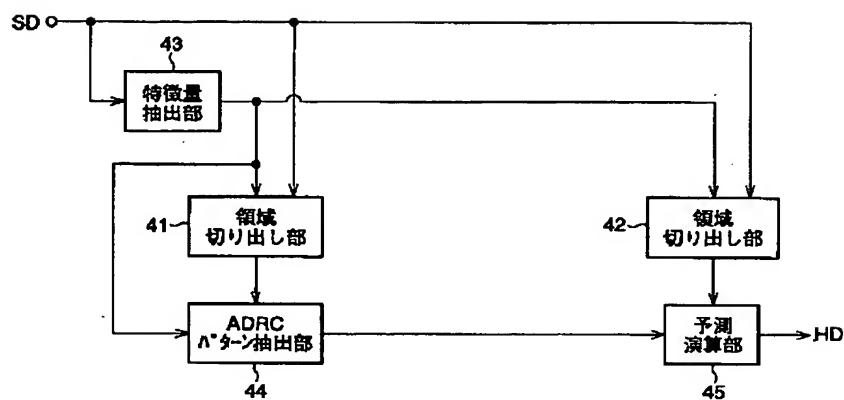 SD
43
特徴量
抽出部
41
領域
切り出し部
42
領域
切り出し部
ADRC
パターン抽出部
44
予測
演算部
45
HD